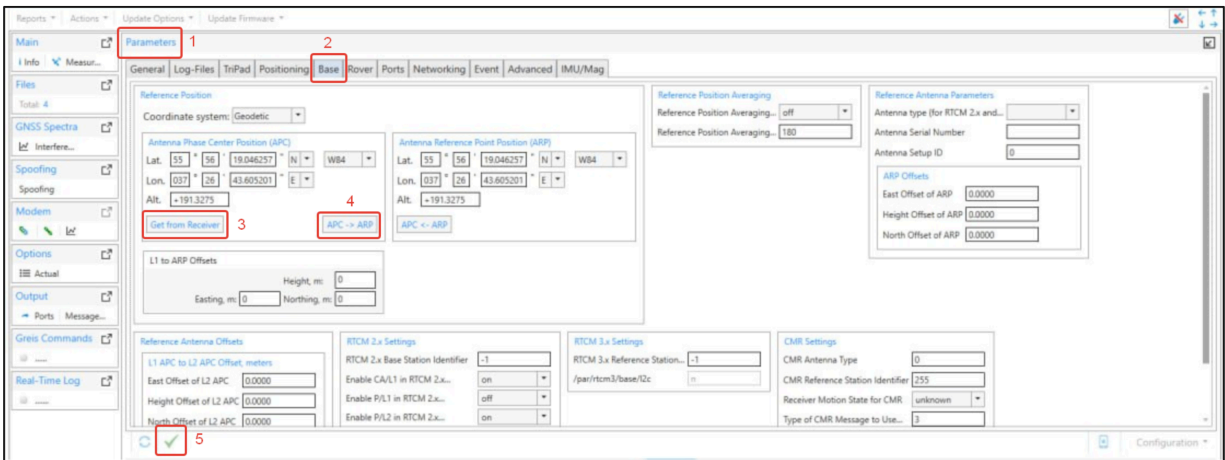 Reports Actions Update Options Update Firmware
Main
i Info Measur...
Files
Total: 4
GNSS Spectra
Interfere...
Spoofing
Spoofing
Modem
Options
Actual
Output
Ports Message...
Greis Commands
Real-Time Log
Parameters 1
2
General Log-Files TriPad Positioning Base Rover Ports Networking Event Advanced IMU/Mag
Reference Position
Coordinate system: Geodetic
Antenna Phase Center Position (APC)
Lat. 55 ° 56 ' 19.046257 " N W84
Lon. 037 ° 26 ' 43.605201 " E
Alt. +191.3275
4
Get from Receiver 3 APC -> ARP
Antenna Reference Point Position (ARP)
Lat. 55 ° 56 ' 19.046257 " N W84
Lon. 037 ° 26 ' 43.605201 " E
Alt. +191.3275
APC <- ARP
L1 to ARP Offsets
Height, m: 0
Easting, m: 0 Northing, m: 0
Reference Position Averaging
Reference Position Averaging... off
Reference Position Averaging... 180
Reference Antenna Parameters
Antenna type (for RTCM 2.x and...
Antenna Serial Number
Antenna Setup ID 0
ARP Offsets
East Offset of ARP 0.0000
Height Offset of ARP 0.0000
North Offset of ARP 0.0000
Reference Antenna Offsets
L1 APC to L2 APC Offset, meters
East Offset of L2 APC 0.0000
Height Offset of L2 APC 0.0000
North Offset of L2 APC 0.0000
RTCM 2.x Settings
RTCM 2.x Base Station Identifier -1
Enable CA/L1 in RTCM 2.x... on
Enable P/L1 in RTCM 2.x... off
Enable P/L2 in RTCM 2.x... on
RTCM 3.x Settings
RTCM 3.x Reference Station... -1
/par/rtcm3/base/l2c n
CMR Settings
CMR Antenna Type 0
CMR Reference Station Identifier 255
Receiver Motion State for CMR unknown
Type of CMR Message to Use... 3
5
Configuration